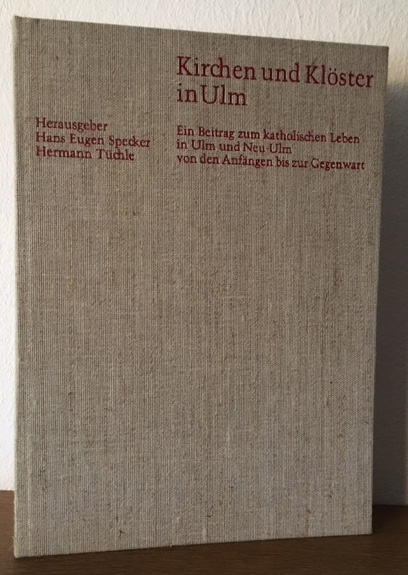 Kirchen und Klöster
in Ulm
Herausgeber
Hans Eugen Specker
Hermann Tüchle
Ein Beitrag zum katholischen Leben
in Ulm und Neu-Ulm
von den Anfängen bis zur Gegenwart